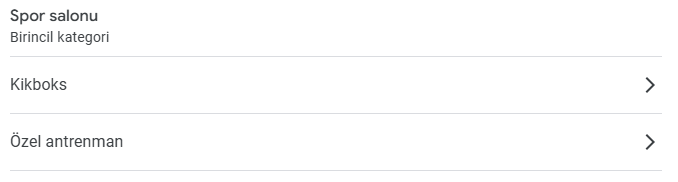 Spor salonu
Birincil kategori
Kikboks
Özel antrenman